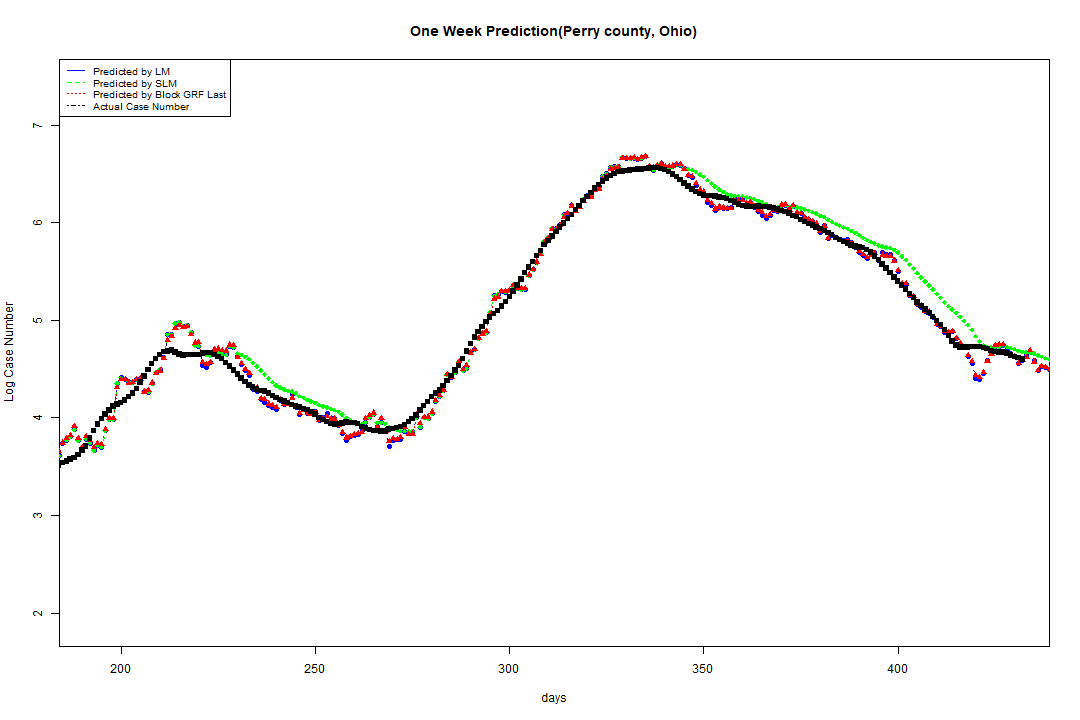 One Week Prediction(Perry county, Ohio)
Predicted by LM
Predicted by SLM
Predicted by Block GRF Last
Actual Case Number
7
6
5
4
3
2
Log Case Number
200 250 300 350 400
days